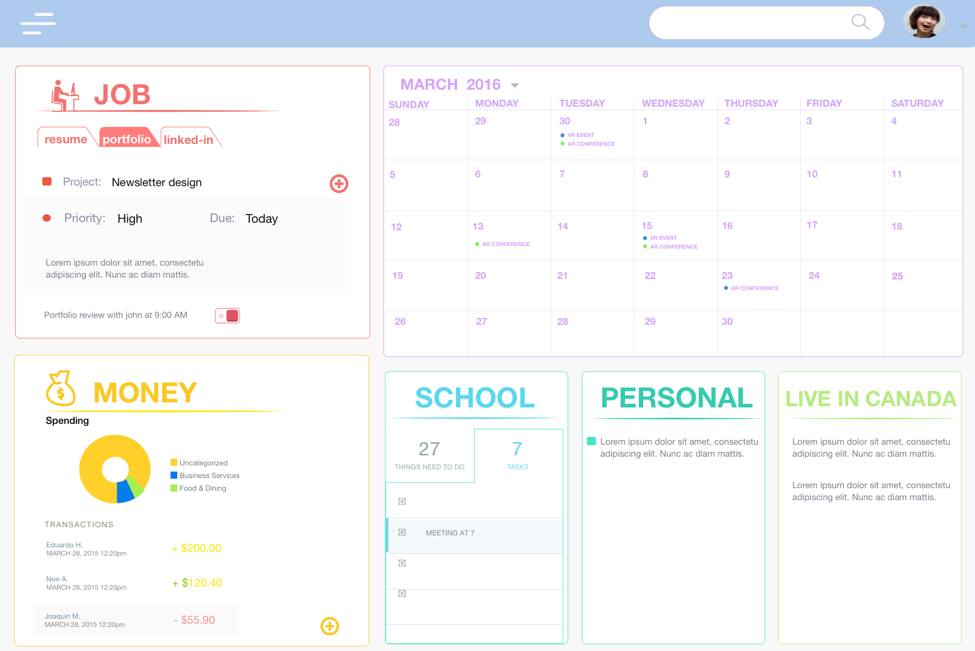 JOB
resume portfolio linked-in
Project: Newsletter design
Priority: High Due: Today
Lorem ipsum dolor sit amet, consectetu
adipiscing elit. Nunc ac diam mattis.
Portfolio review with john at 9:00 AM
MARCH 2016
SUNDAY MONDAY TUESDAY WEDNESDAY THURSDAY FRIDAY SATURDAY
28 29 30 1 2 3 4
VR EVENT
AR CONFERENCE
5 6 7 8 9 10 11
12 13 14 15 16 17 18
AR CONFERENCE VR EVENT
AR CONFERENCE
19 20 21 22 23 24 25
AR CONFERENCE
26 27 28 29 30
MONEY
Spending
Uncategorized
Business Services
Food & Dining
TRANSACTIONS
Eduardo H.
MARCH 28, 2015 12:20pm
+ $200.00
Noe A.
MARCH 28, 2015 12:20pm
+ $120.40
Joaquin M.
MARCH 28, 2015 12:20pm
- $55.90
SCHOOL
27
THINGS NEED TO DO
7
TASKS
MEETING AT 7
PERSONAL
Lorem ipsum dolor sit amet, consectetu
adipiscing elit. Nunc ac diam mattis.
LIVE IN CANADA
Lorem ipsum dolor sit amet, consectetu
adipiscing elit. Nunc ac diam mattis.
Lorem ipsum dolor sit amet, consectetu
adipiscing elit. Nunc ac diam mattis.